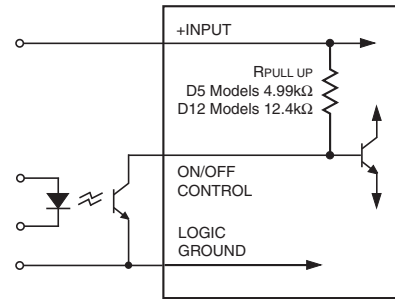 +INPUT
RPULL UP
D5 Models 4.99kΩ
D12 Models 12.4kΩ
ON/OFF
CONTROL
LOGIC
GROUND